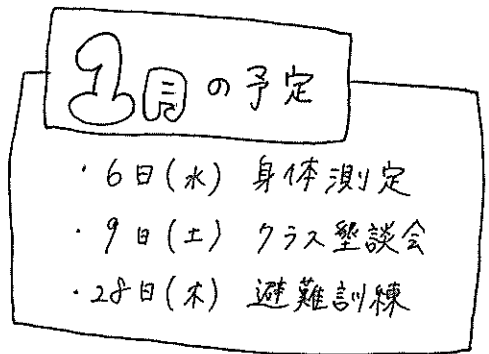 1月の予定
・6日(水) 身体測定
・9日(土) クラス墾談会
・28日(木) 避難訓練